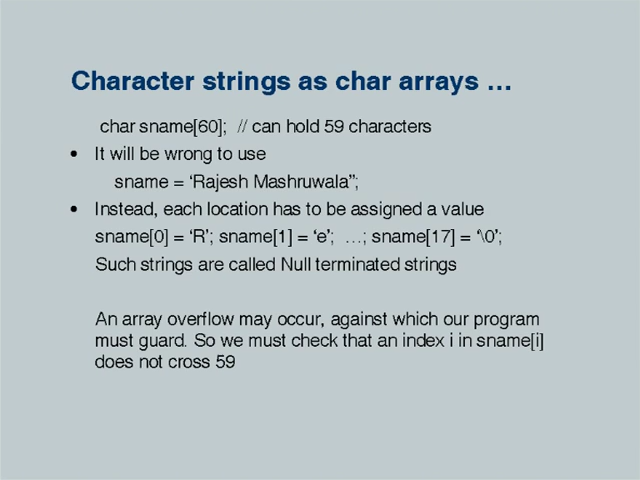 Character strings as char arrays …
char sname[60]; // can hold 59 characters
• It will be wrong to use
sname = ‘Rajesh Mashruwala”;
• Instead, each location has to be assigned a value
sname[0] = ‘R’; sname[1] = ‘e’; …; sname[17] = ‘\0’;
Such strings are called Null terminated strings
An array overflow may occur, against which our program
must guard. So we must check that an index i in sname[i]
does not cross 59